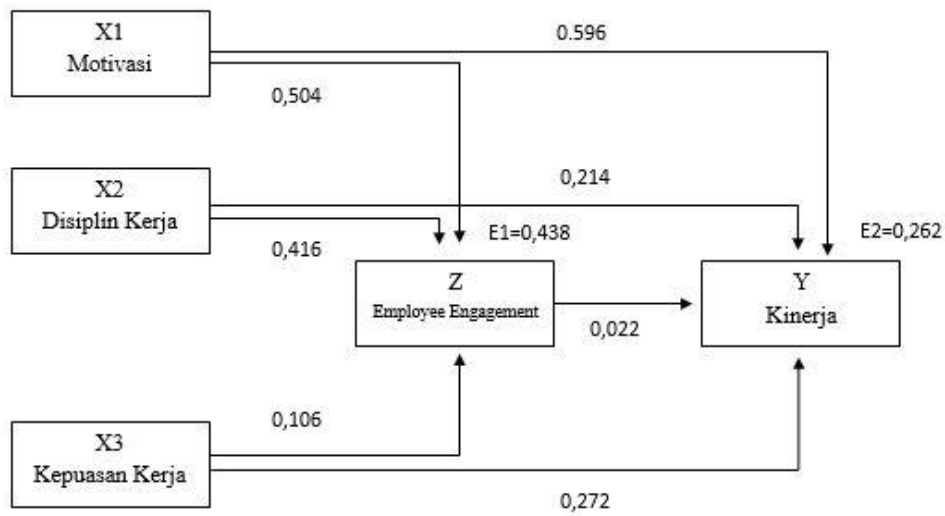 X1
Motivasi
0.596
0,504
X2
Disiplin Kerja
0,214
0,416
E1=0,438
E2=0,262
Z
Employee Engagement
0,022
Y
Kinerja
0,106
X3
Kepuasan Kerja
0,272